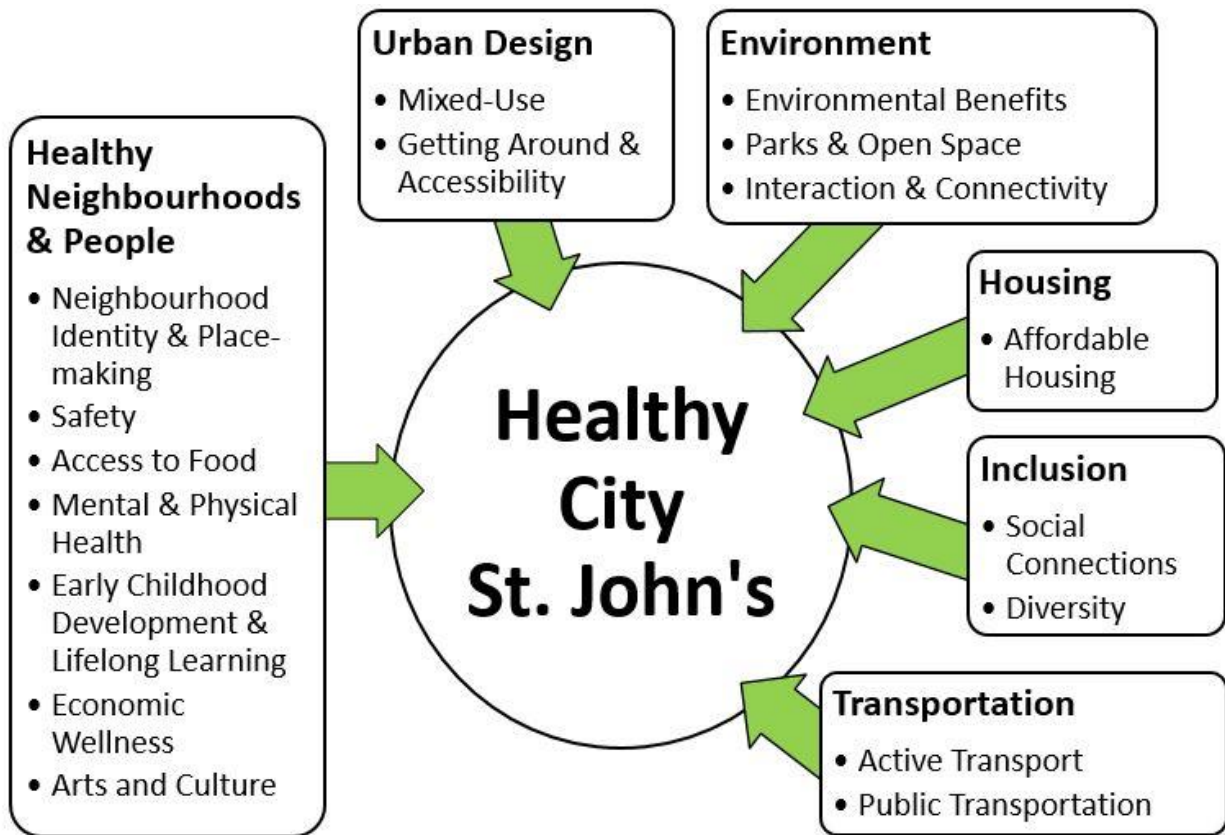 Urban Design
• Mixed-Use
• Getting Around &
Accessibility
Environment
• Environmental Benefits
• Parks & Open Space
• Interaction & Connectivity
Healthy
Neighbourhoods
& People
• Neighbourhood
Identity & Place-
making
• Safety
• Access to Food
• Mental & Physical
Health
• Early Childhood
Development &
Lifelong Learning
• Economic
Wellness
• Arts and Culture
Healthy
City
St. John's
Housing
• Affordable
Housing
Inclusion
• Social
Connections
• Diversity
Transportation
• Active Transport
• Public Transportation